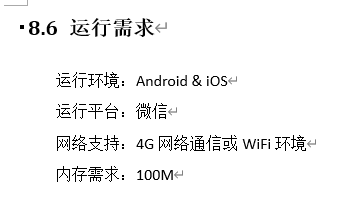 8.6 运行需求
运行环境：Android & iOS
运行平台：微信
网络支持：4G 网络通信或 WiFi 环境
内存需求：100M